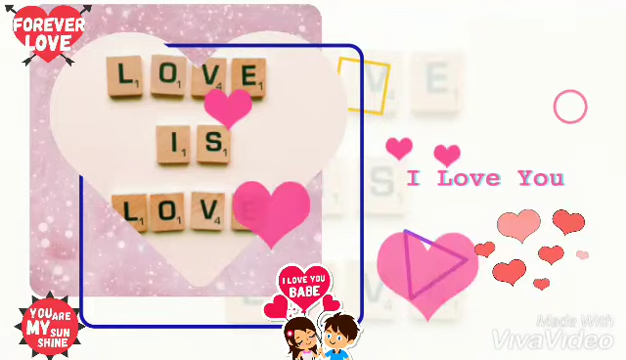 FOREVER
LOVE
LOVE
IS
LOVE
I Love You
I LOVE YOU
BABE
YOU ARE
MY SUN
SHINE
Made With
VivaVideo